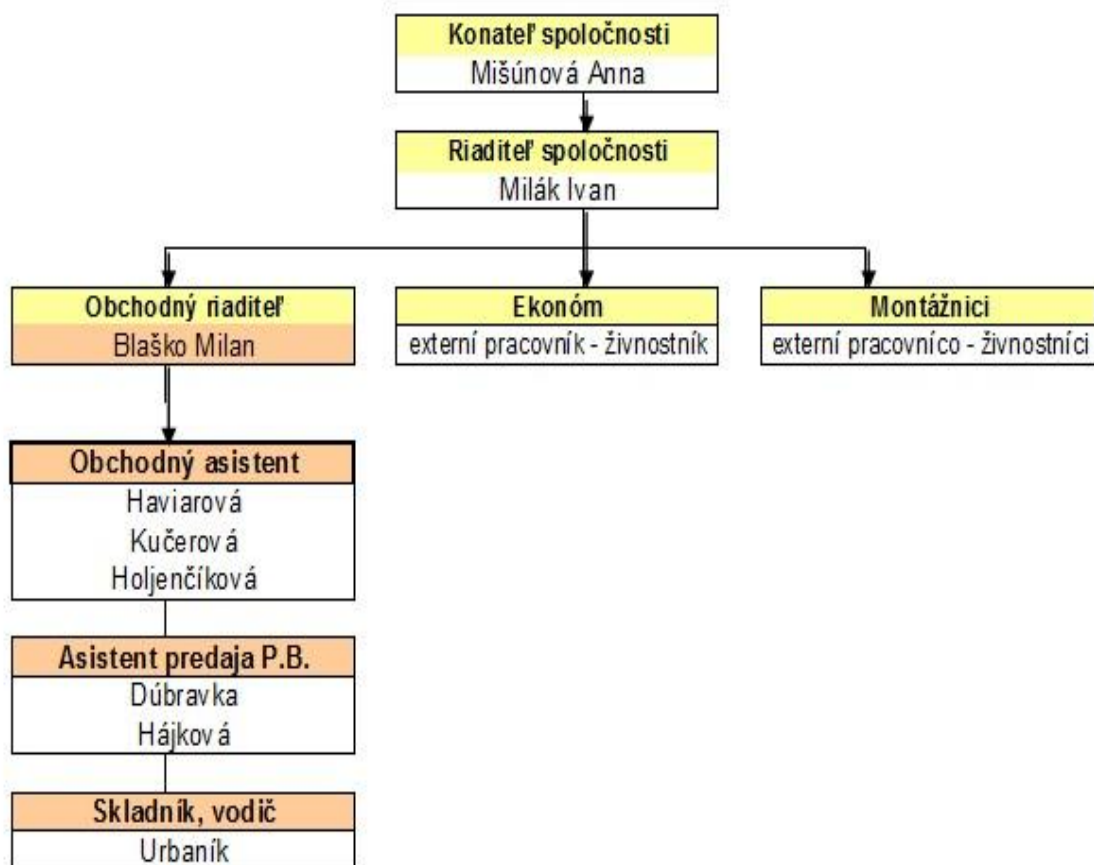 Konateľ spoločnosti
Mišúnová Anna
Riaditeľ spoločnosti
Milák Ivan
Obchodný riaditeľ
Blaško Milan
Ekonóm
externí pracovník - živnostník
Montážnici
externí pracovníco - živnostníci
Obchodný asistent
Haviarová
Kučerová
Holjenčíková
Asistent predaja P.B.
Dúbravka
Hájková
Skladník, vodič
Urbaník